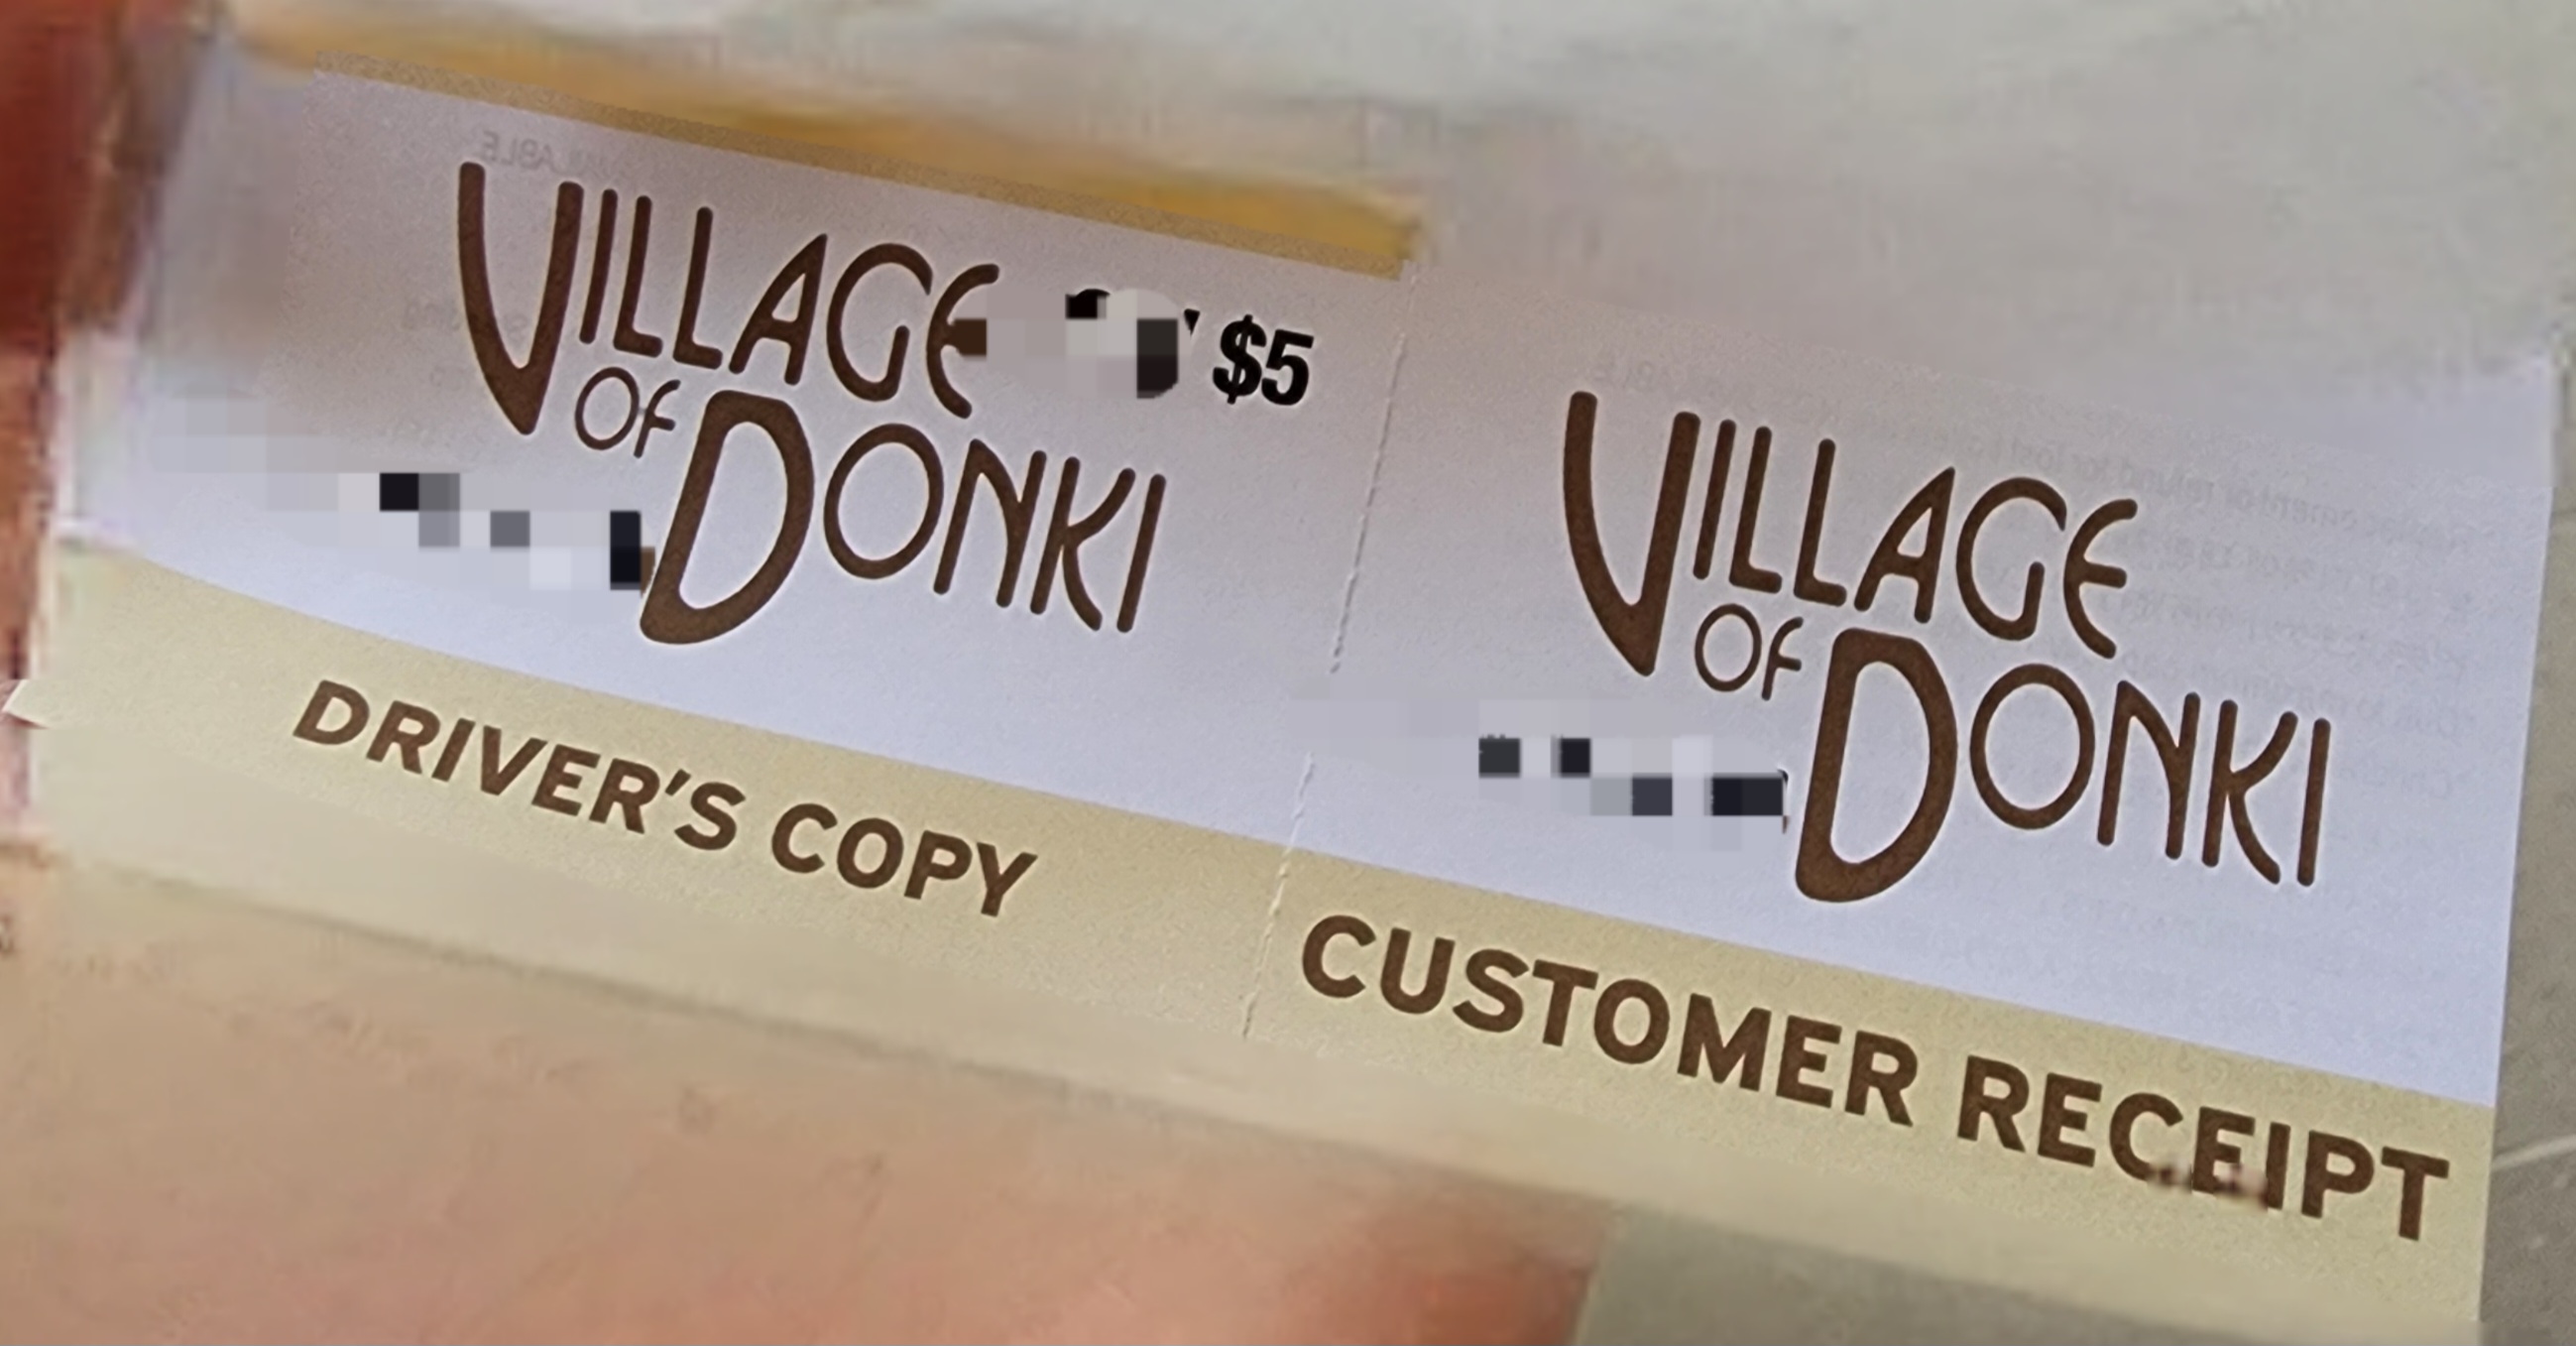 VILLAGE
OF DONKI
$5
DRIVER'S COPY
VILLAGE
OF DONKI
CUSTOMER RECEIPT